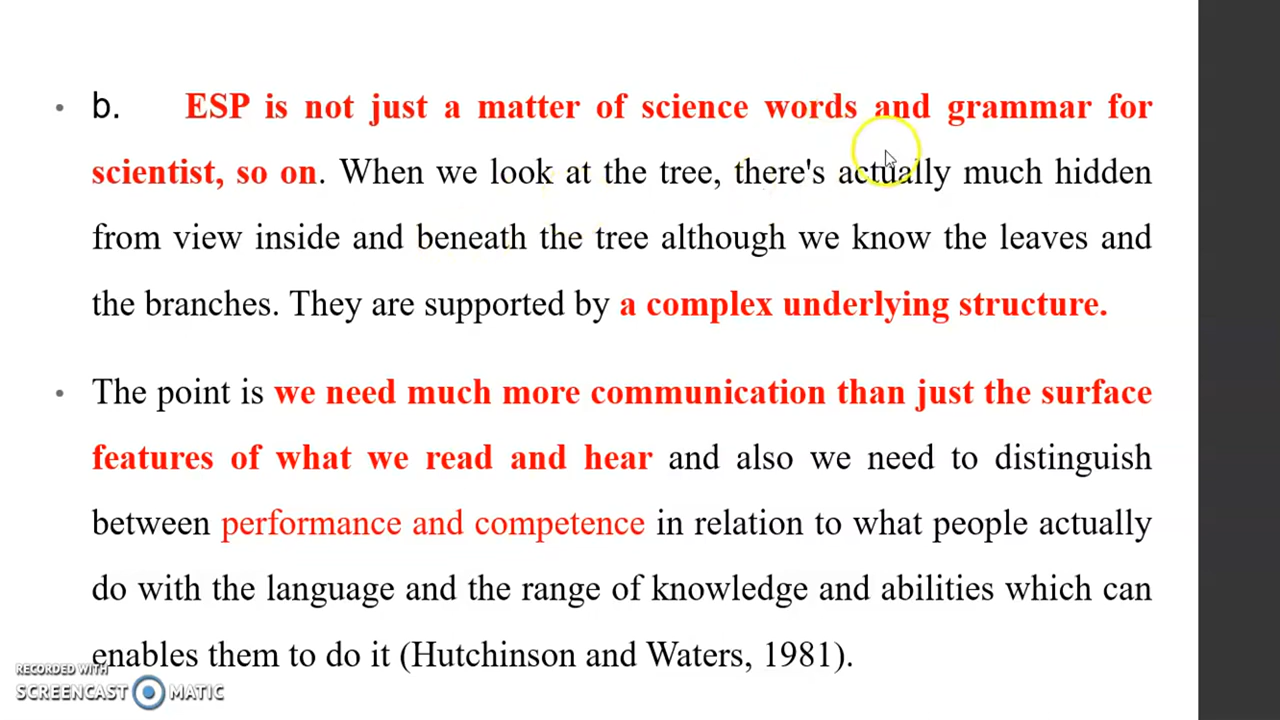 • b. ESP is not just a matter of science words and grammar for
scientist, so on. When we look at the tree, there's actually much hidden
from view inside and beneath the tree although we know the leaves and
the branches. They are supported by a complex underlying structure.
• The point is we need much more communication than just the surface
features of what we read and hear and also we need to distinguish
between performance and competence in relation to what people actually
do with the language and the range of knowledge and abilities which can
enables them to do it (Hutchinson and Waters, 1981).
RECORDED WITH
SCREENCAST MATIC